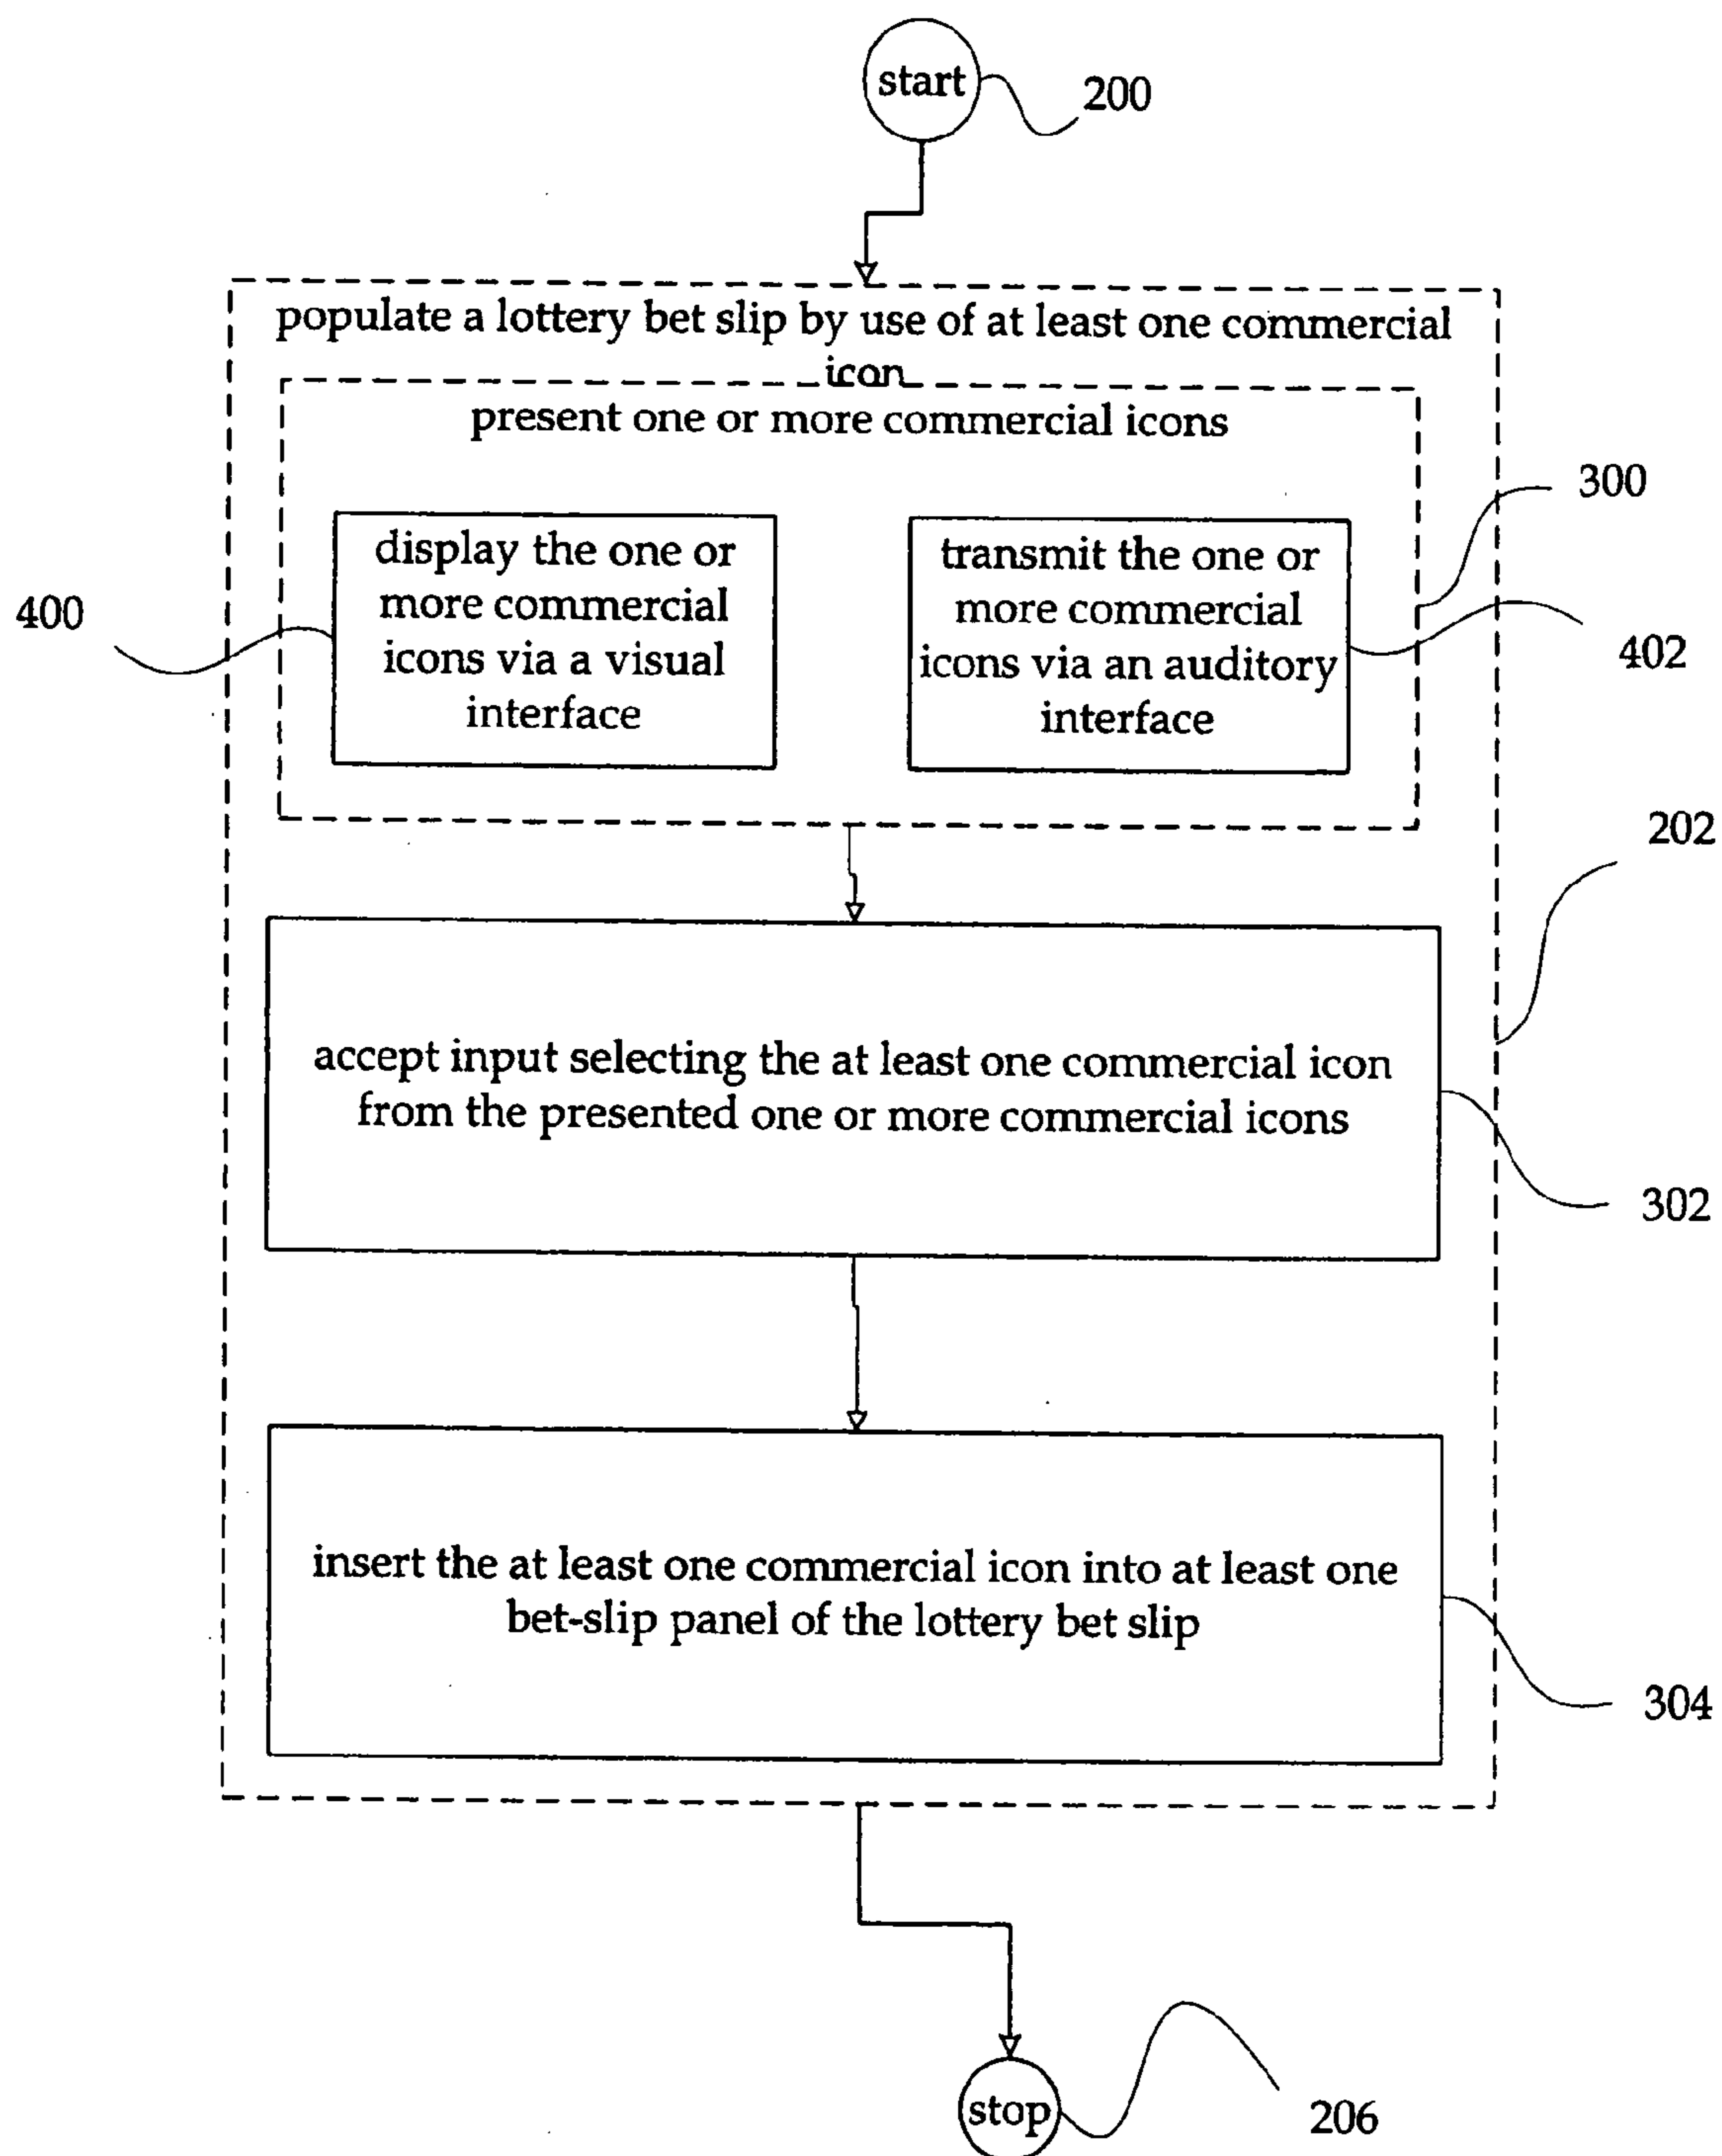 start
200
populate a lottery bet slip by use of at least one commercial
icon
present one or more commercial icons
300
display the one or
more commercial
icons via a visual
interface
transmit the one or
more commercial
icons via an auditory
interface
400
402
202
accept input selecting the at least one commercial icon
from the presented one or more commercial icons
302
insert the at least one commercial icon into at least one
bet-slip panel of the lottery bet slip
304
stop
206